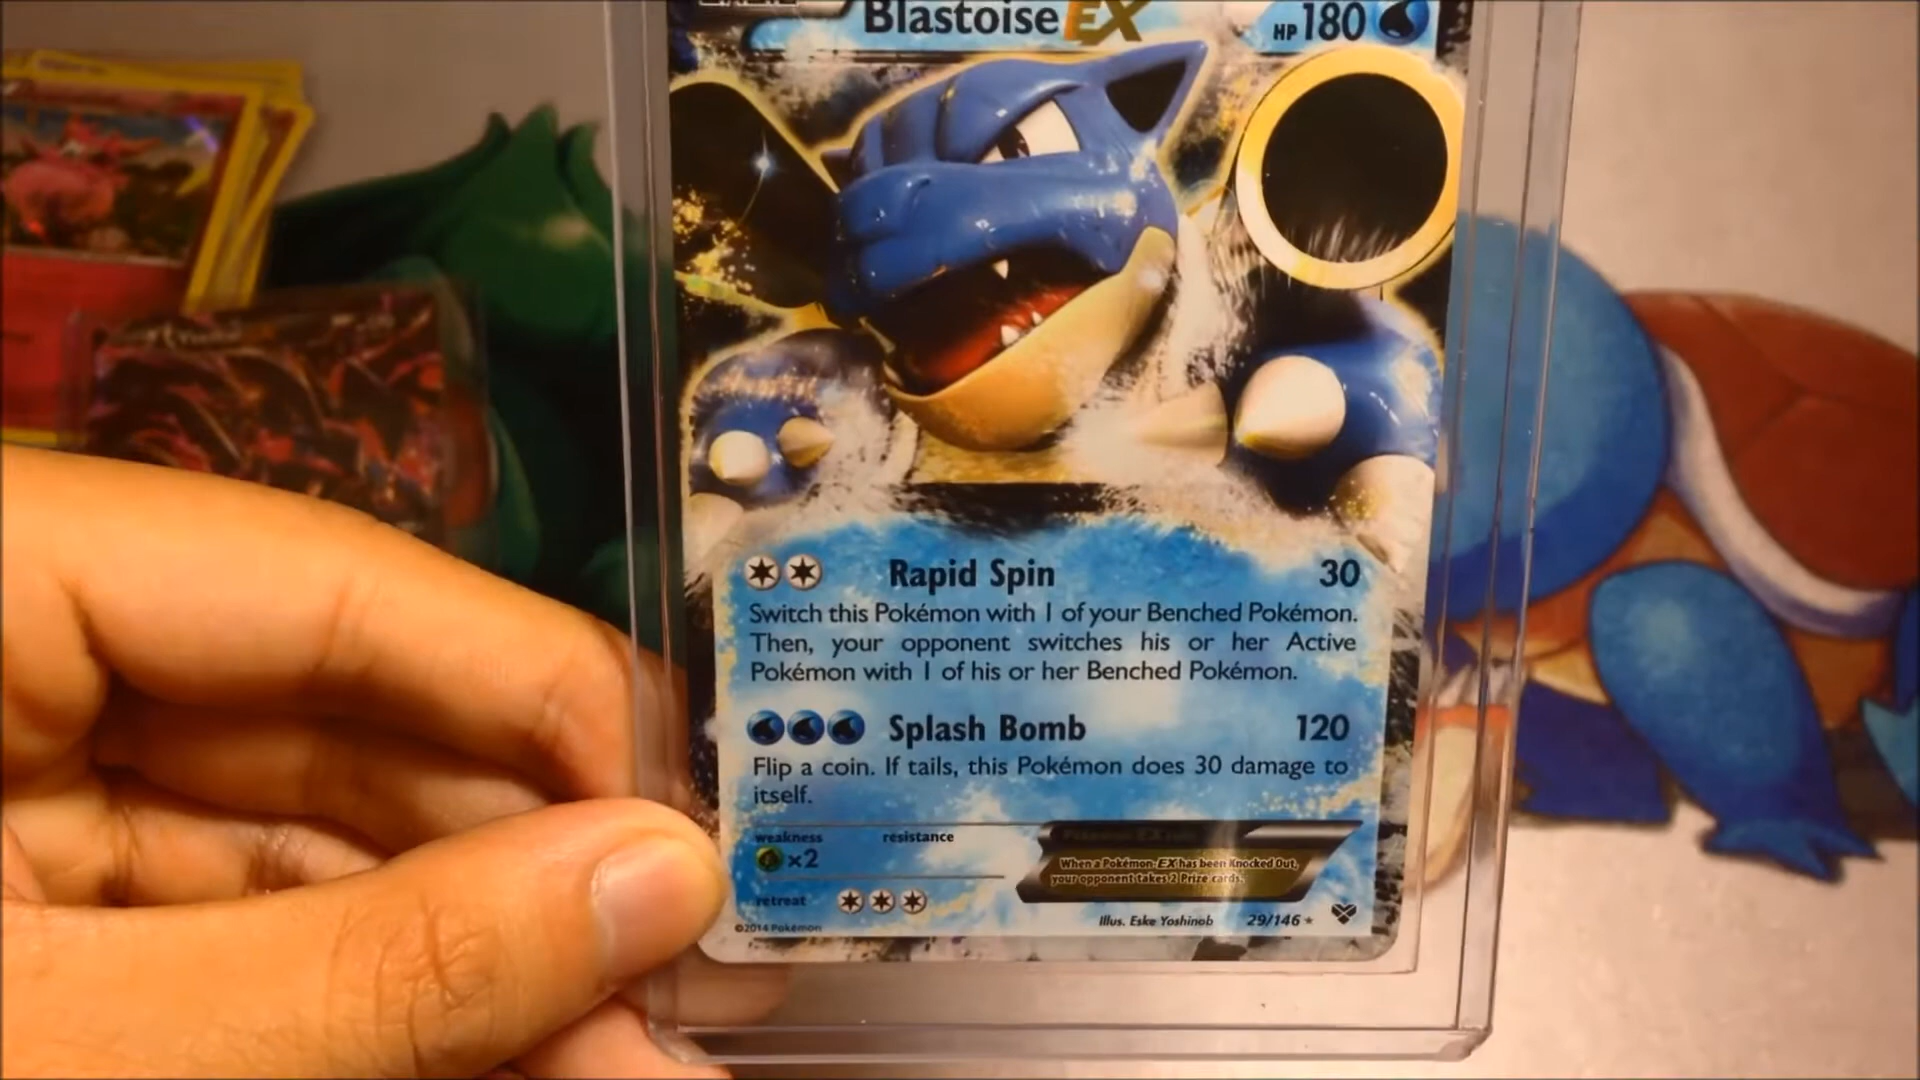 Blastoise EX HP 180
Rapid Spin 30
Switch this Pokémon with 1 of your Benched Pokémon.
Then, your opponent switches his or her Active
Pokémon with 1 of his or her Benched Pokémon.
Splash Bomb 120
Flip a coin. If tails, this Pokémon does 30 damage to
itself.
weakness resistance
x2
When a Pokémon-EX has been Knocked Out,
your opponent takes 2 Prize cards.
retreat
Illus. Eske Yoshinob 29/146
©2014 Pokémon